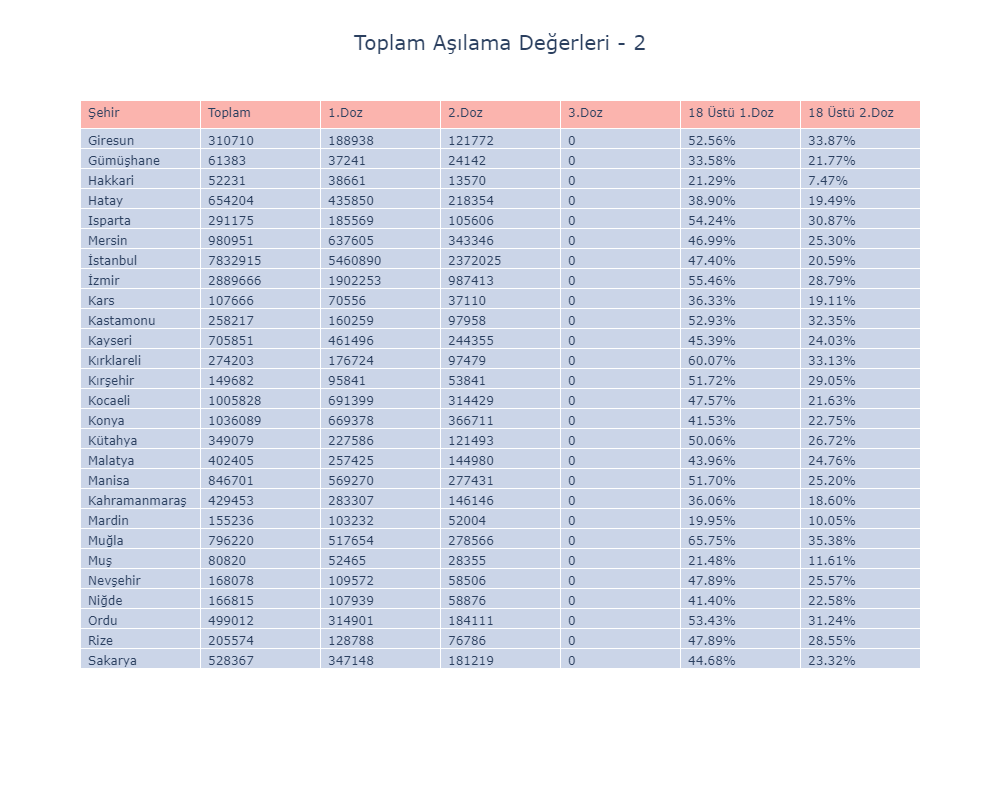 Toplam Aşılama Değerleri - 2
Şehir Toplam 1.Doz 2.Doz 3.Doz 18 Üstü 1.Doz 18 Üstü 2.Doz
Giresun 310710 188938 121772 0 52.56% 33.87%
Gümüşhane 61383 37241 24142 0 33.58% 21.77%
Hakkari 52231 38661 13570 0 21.29% 7.47%
Hatay 654204 435850 218354 0 38.90% 19.49%
Isparta 291175 185569 105606 0 54.24% 30.87%
Mersin 980951 637605 343346 0 46.99% 25.30%
İstanbul 7832915 5460890 2372025 0 47.40% 20.59%
İzmir 2889666 1902253 987413 0 55.46% 28.79%
Kars 107666 70556 37110 0 36.33% 19.11%
Kastamonu 258217 160259 97958 0 52.93% 32.35%
Kayseri 705851 461496 244355 0 45.39% 24.03%
Kırklareli 274203 176724 97479 0 60.07% 33.13%
Kırşehir 149682 95841 53841 0 51.72% 29.05%
Kocaeli 1005828 691399 314429 0 47.57% 21.63%
Konya 1036089 669378 366711 0 41.53% 22.75%
Kütahya 349079 227586 121493 0 50.06% 26.72%
Malatya 402405 257425 144980 0 43.96% 24.76%
Manisa 846701 569270 277431 0 51.70% 25.20%
Kahramanmaraş 429453 283307 146146 0 36.06% 18.60%
Mardin 155236 103232 52004 0 19.95% 10.05%
Muğla 796220 517654 278566 0 65.75% 35.38%
Muş 80820 52465 28355 0 21.48% 11.61%
Nevşehir 168078 109572 58506 0 47.89% 25.57%
Niğde 166815 107939 58876 0 41.40% 22.58%
Ordu 499012 314901 184111 0 53.43% 31.24%
Rize 205574 128788 76786 0 47.89% 28.55%
Sakarya 528367 347148 181219 0 44.68% 23.32%